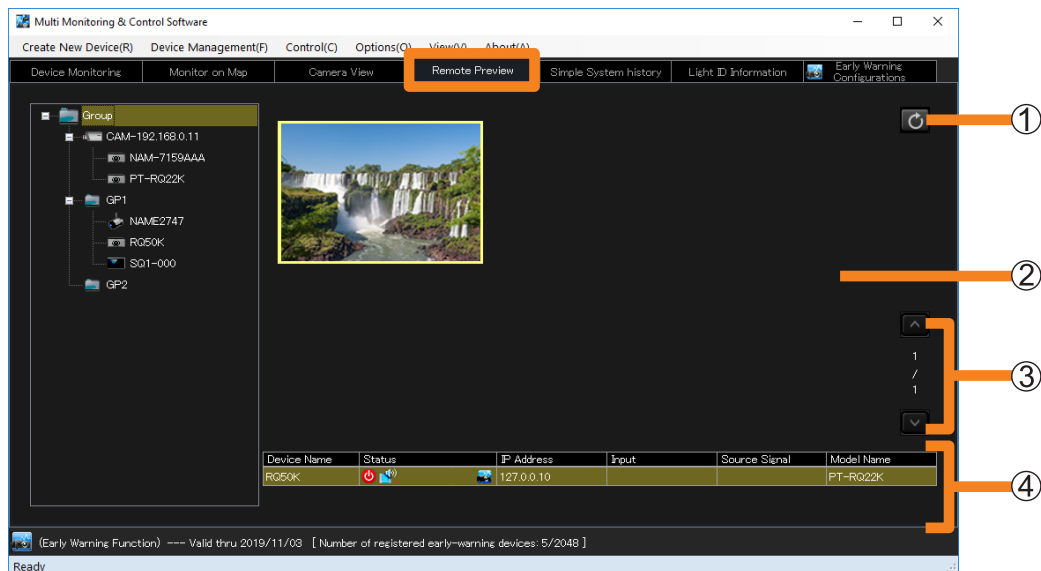 Multi Monitoring & Control Software
Create New Device(R) Device Management(F) Control(C) Options(O) View(V) About(A)
Device Monitoring Monitor on Map Camera View Remote Preview Simple System history Light ID Information Early Warning Configurations
Group
CAM-192.168.0.11
NAM-7159AAA
PT-RQ22K
GP1
NAME2747
RQ50K
SQ1-000
GP2
①
②
③
④
1
/
1
Device Name Status IP Address Input Source Signal Model Name
RQ50K 127.0.0.10 PT-RQ22K
(Early Warning Function) --- Valid thru 2019/11/03 [ Number of registered early-warning devices: 5/2048 ]
Ready